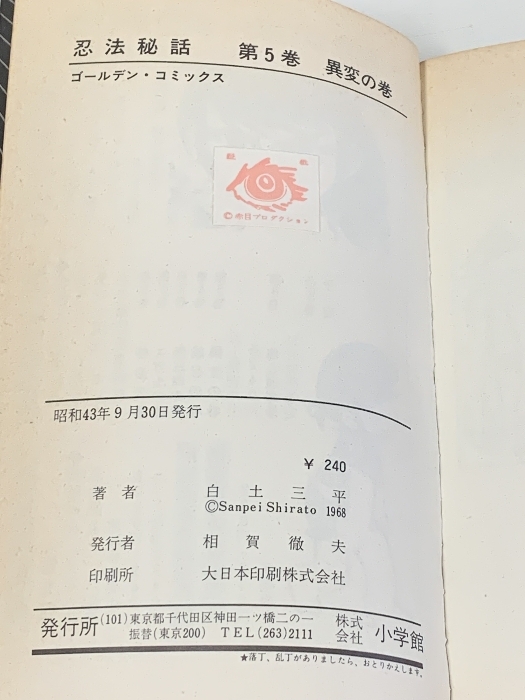 忍法秘話 第5巻 異変の巻
ゴールデン・コミックス
©赤目プロダクション
昭和43年9月30日発行
¥ 240
著者 白土三平
©Sanpei Shirato 1968
発行者 相賀徹夫
印刷所 大日本印刷株式会社
発行所 (101)東京都千代田区神田一ツ橋二の一 株式会社 小学館
振替(東京200) TEL(263)2111
★落丁、乱丁がありましたら、おとりかえします。